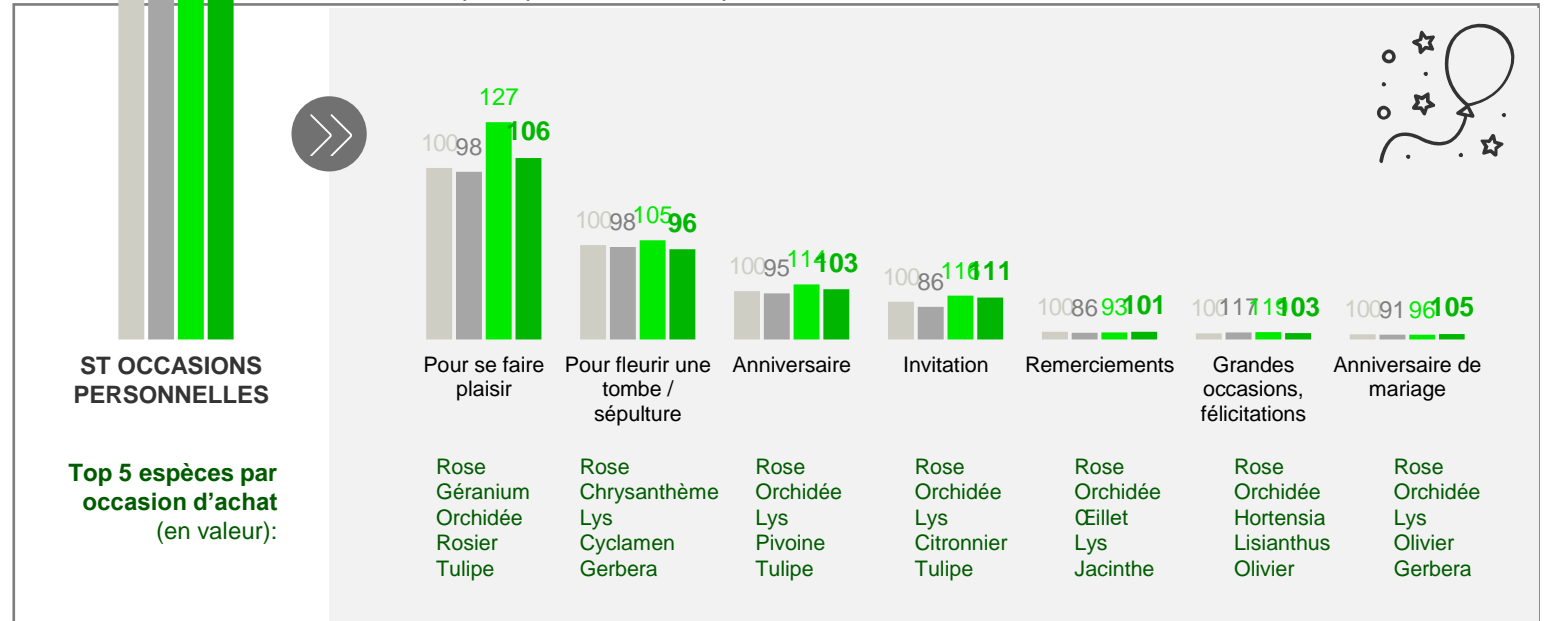 127
106
100
98
100
98
105
96
100
95
114
103
100
86
116
111
100
86
93
101
100
117
119
103
100
91
96
105
ST OCCASIONS
PERSONNELLES
Pour se faire
plaisir
Pour fleurir une
tombe /
sépulture
Anniversaire
Invitation
Remerciements
Grandes
occasions,
félicitations
Anniversaire de
mariage
Top 5 espèces par
occasion d'achat
(en valeur):
Rose
Géranium
Orchidée
Rosier
Tulipe
Rose
Chrysanthème
Lys
Cyclamen
Gerbera
Rose
Orchidée
Lys
Pivoine
Tulipe
Rose
Orchidée
Lys
Citronnier
Tulipe
Rose
Orchidée
Œillet
Lys
Jacinthe
Rose
Orchidée
Hortensia
Lisianthus
Olivier
Rose
Orchidée
Lys
Olivier
Gerbera